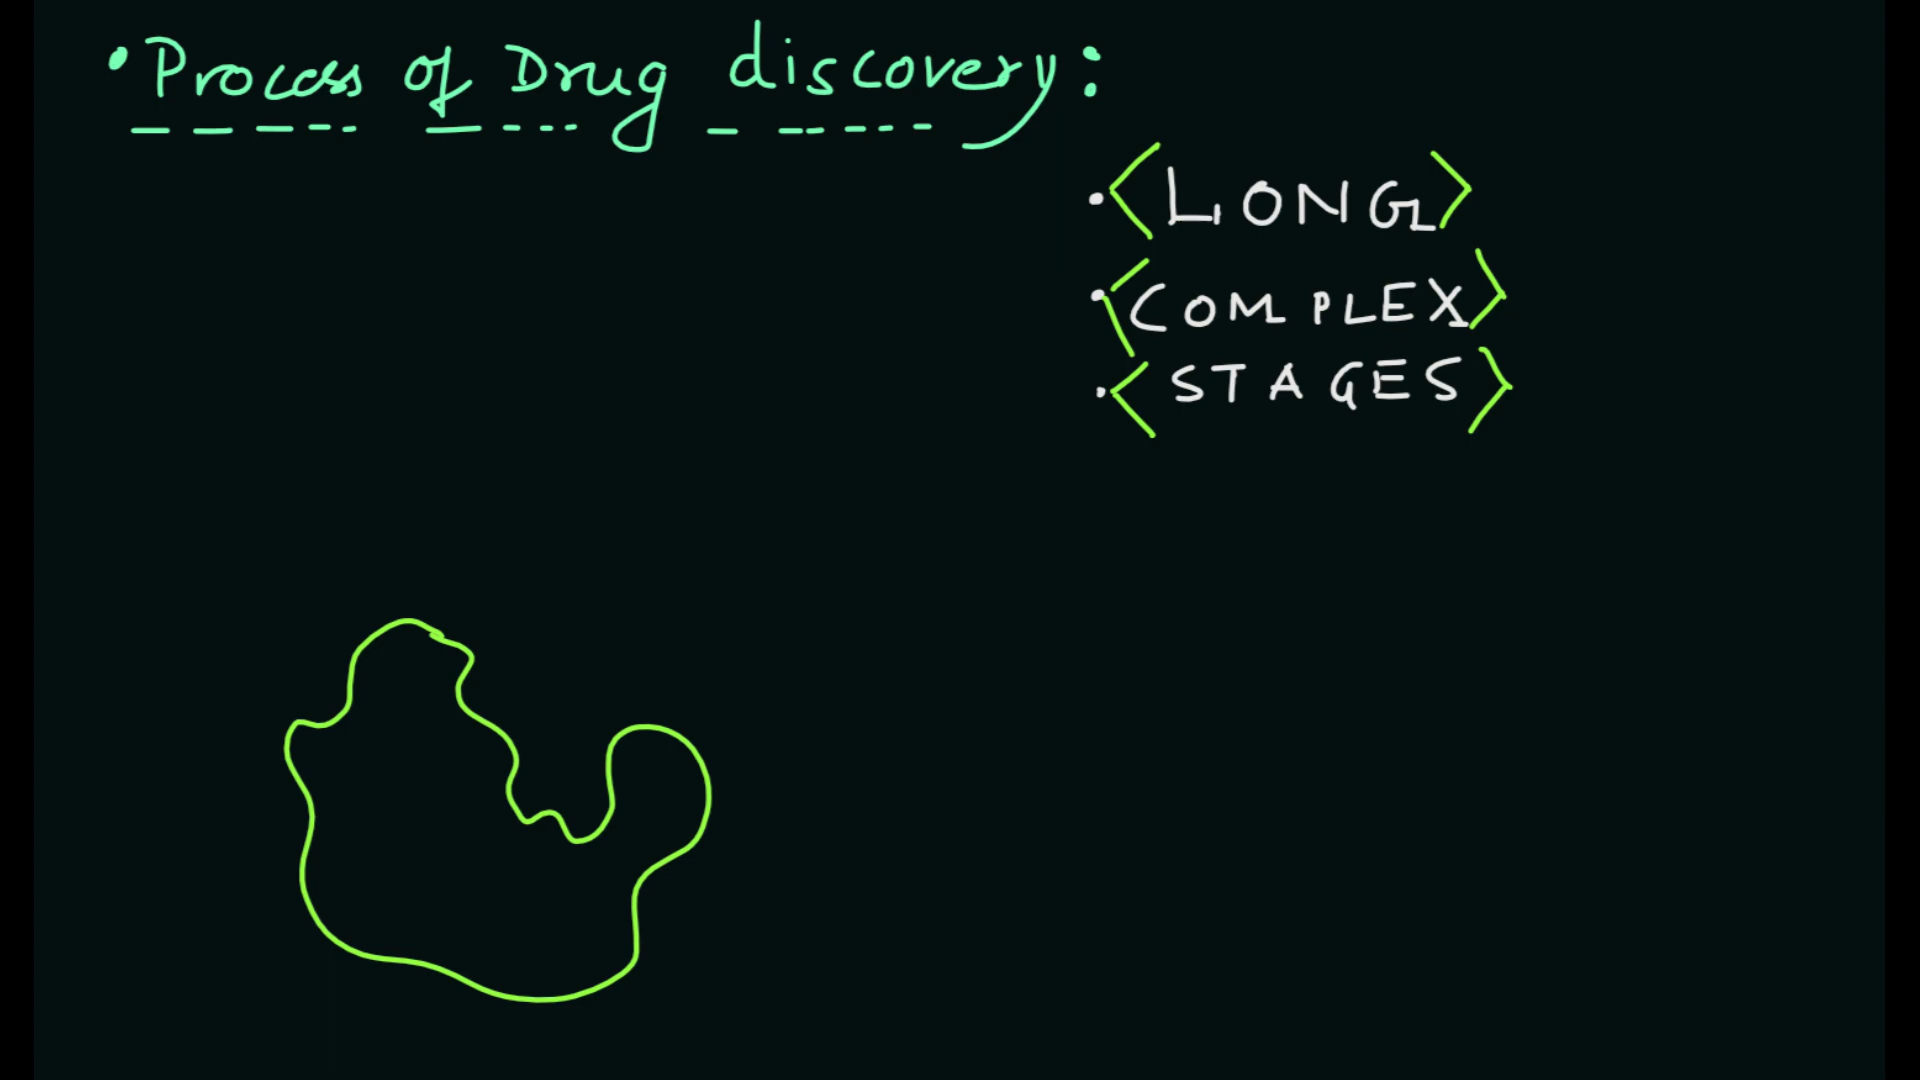 • Process of Drug discovery:
• <LONG>
• <COMPLEX>
• <STAGES>